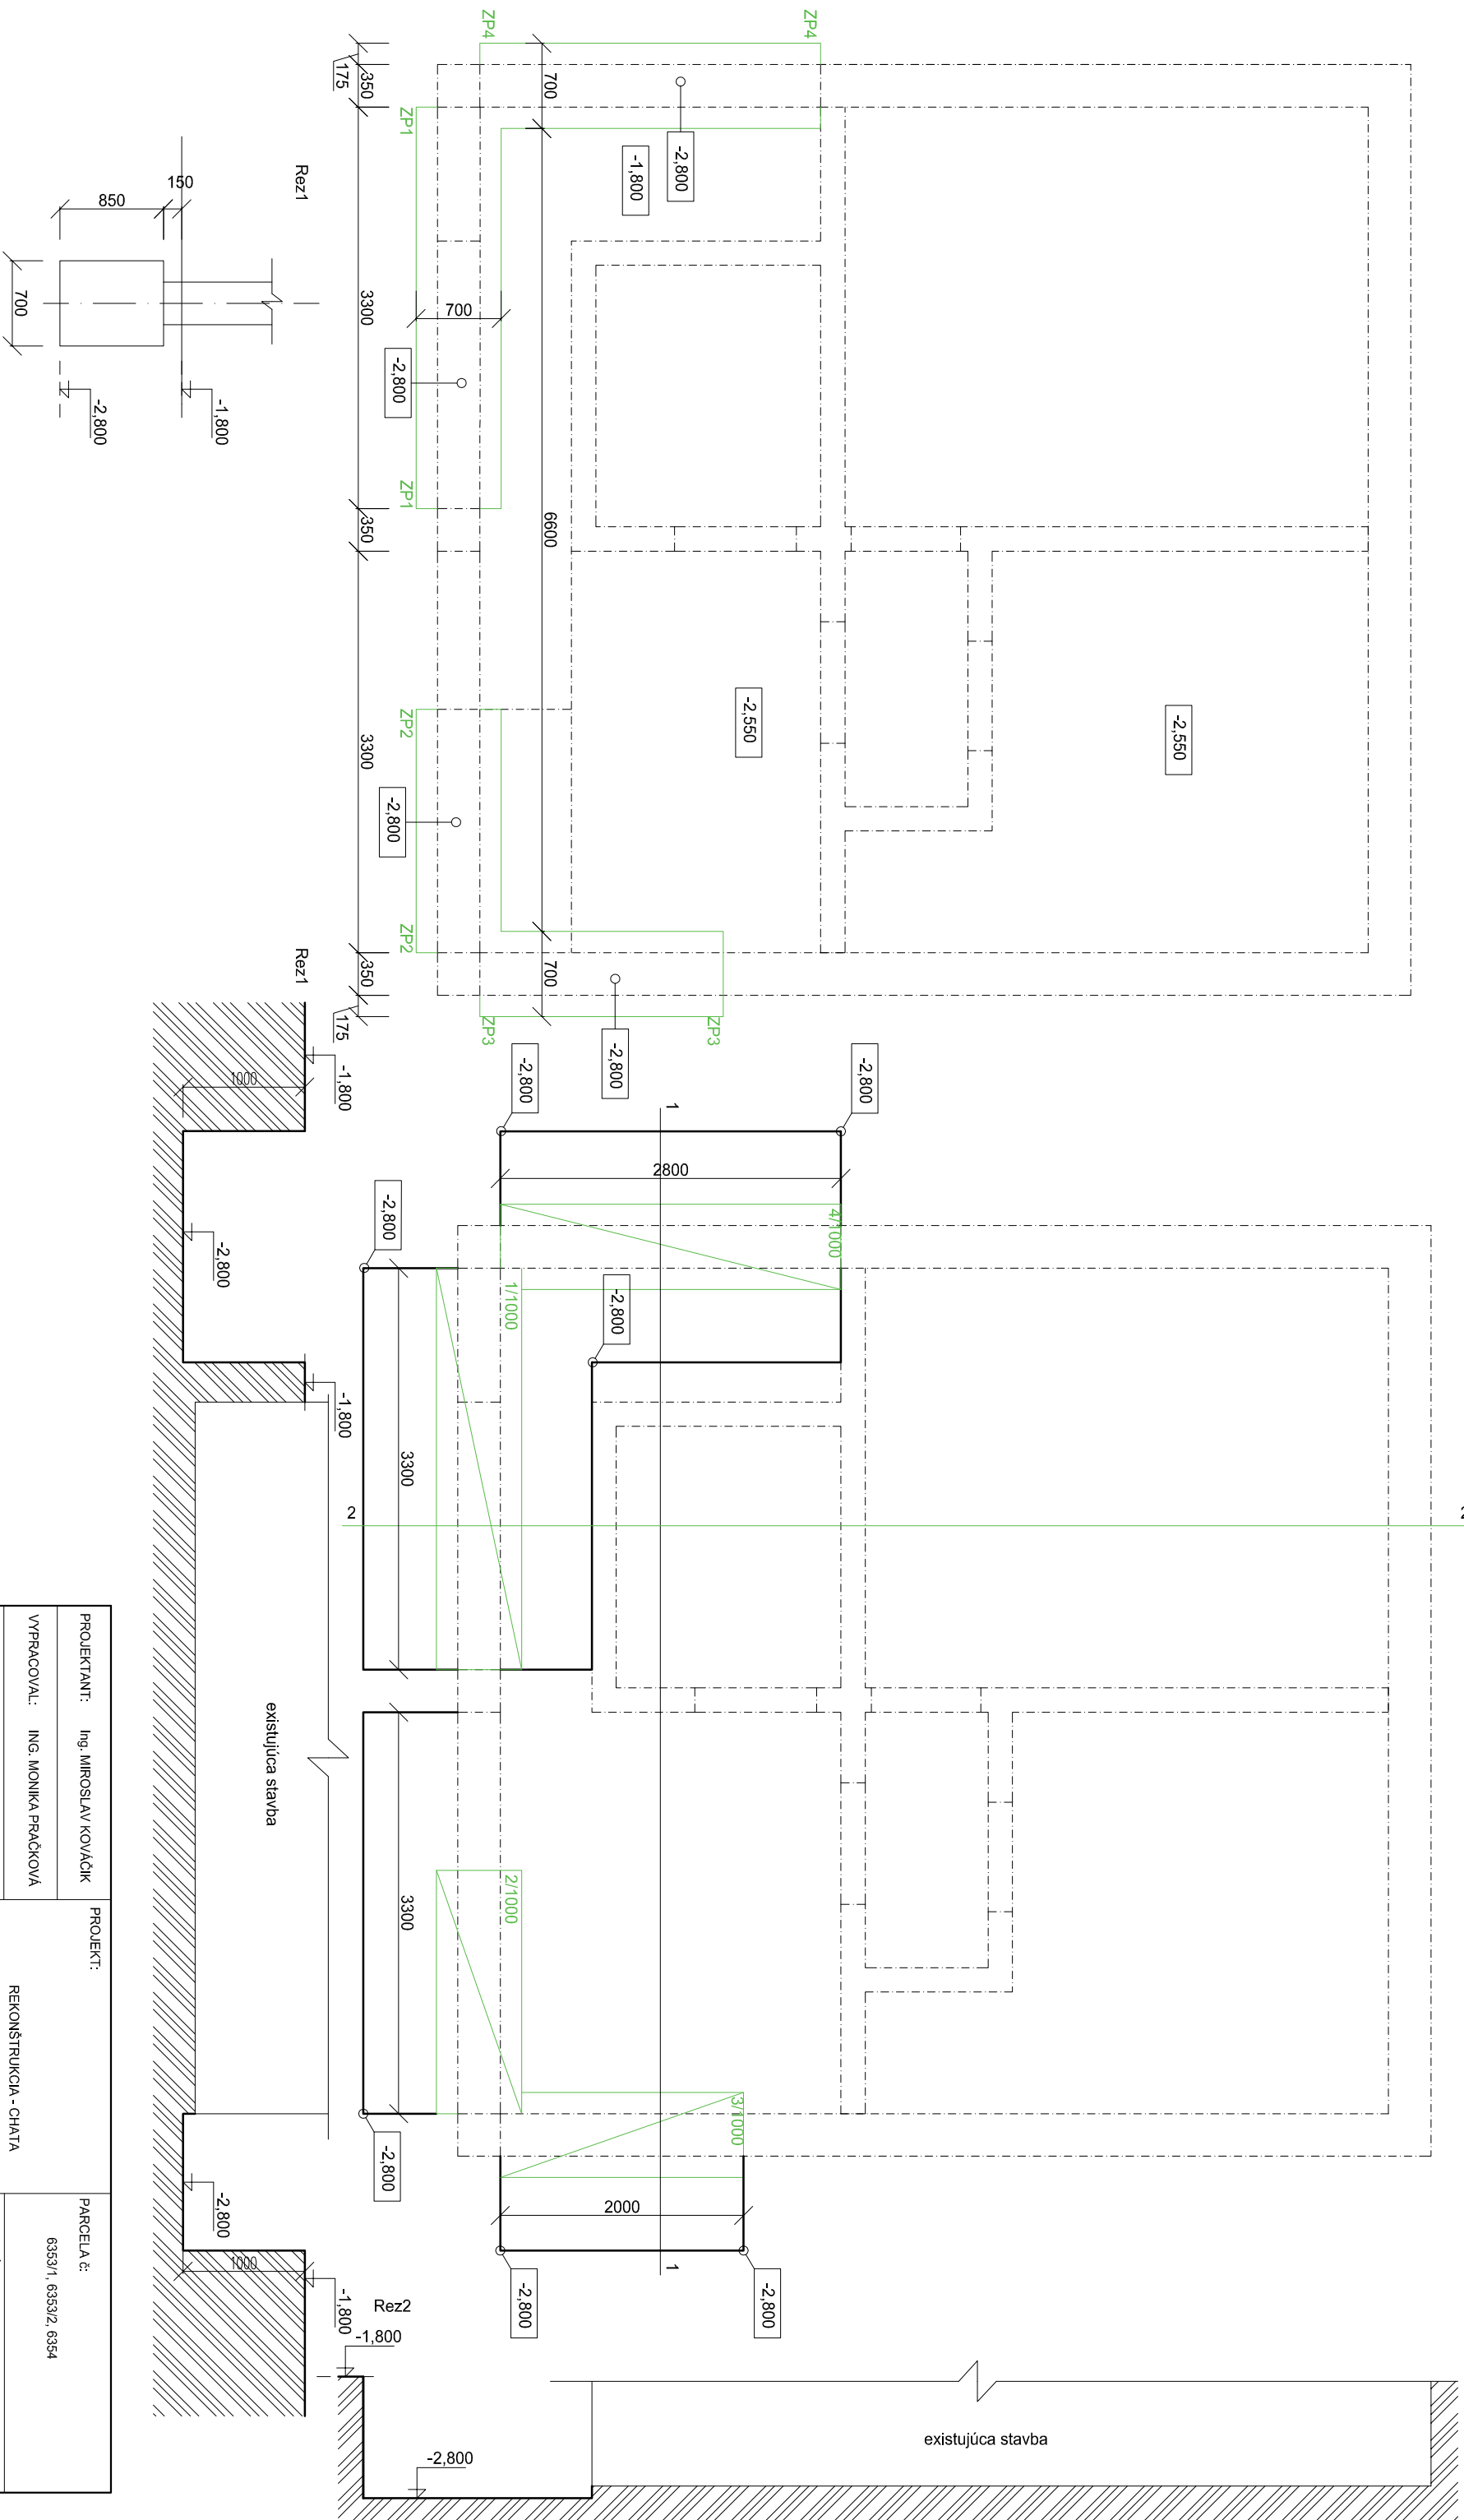 ZP4
ZP4
175
350
700
-2,800
-1,800
ZP1
Rez1
150
850
700
3300
700
-2,800
-1,800
-2,800
ZP1
350
6600
ZP2
3300
-2,550
-2,550
-2,800
ZP2
Rez1
350
700
175
ZP3
ZP3
-2,800
-1,800
1000
-2,800
-2,800
1
2800
-2,800
4/1000
-2,800
1/1000
-2,800
-1,800
3300
2
2
existujúca stavba
3300
2/1000
3/1000
-2,800
2000
-2,800
1000
-1,800
1
-2,800
-2,800
Rez2
-1,800
existujúca stavba
-2,800
PROJEKTANT: Ing. MIROSLAV KOVÁČIK
VYPRACOVAL: ING. MONIKA PRAČKOVÁ
PROJEKT:
REKONŠTRUKCIA - CHATA
PARCELA č:
6353/1, 6353/2, 6354